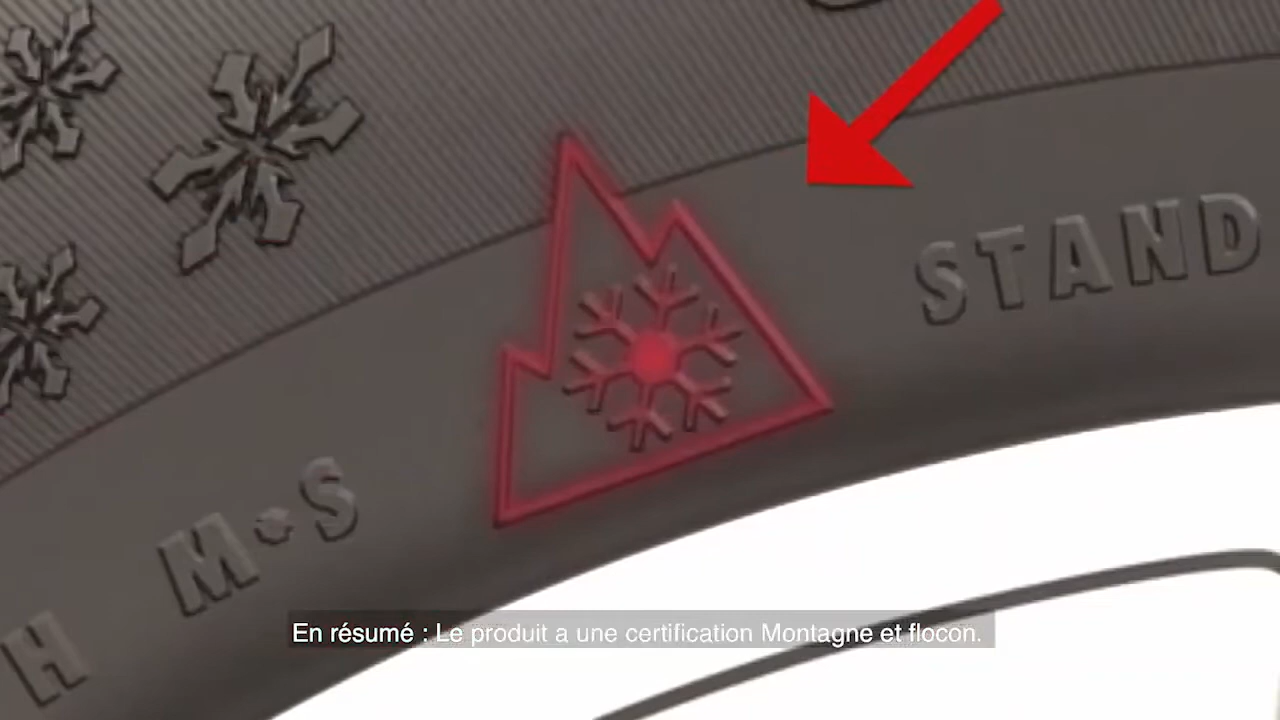 STAND
M·S
H
En résumé : Le produit a une certification Montagne et flocon.